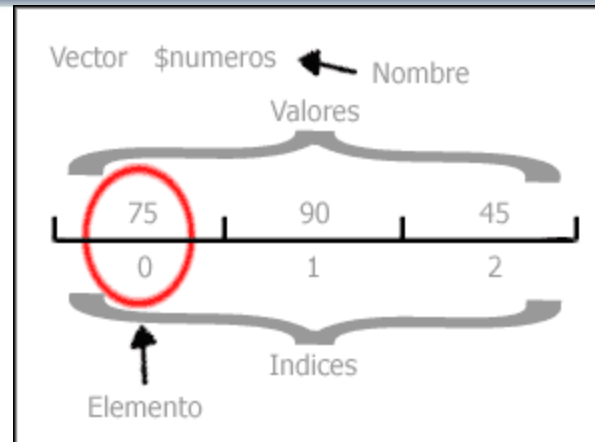 Vector $numeros
Nombre
Valores
75 90 45
0 1 2
Indices
Elemento